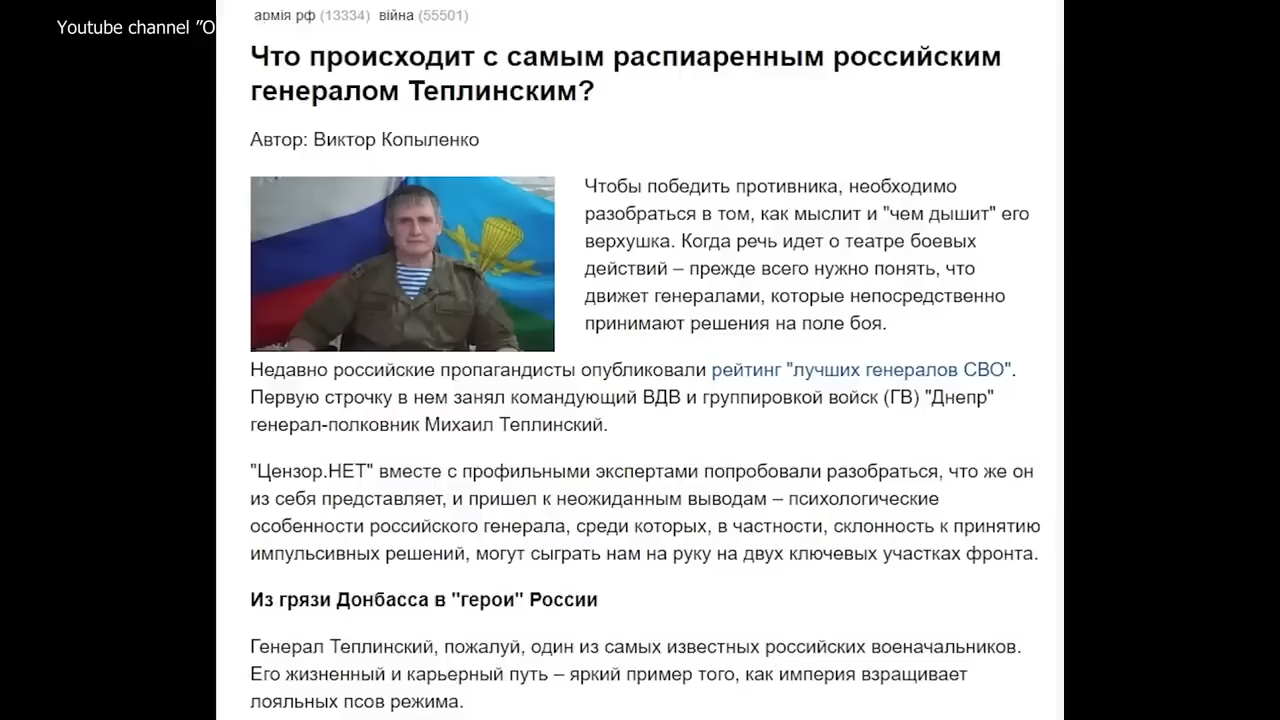 Youtube channel "O
армія рф (13334) війна (55501)
Что происходит с самым распиаренным российским
генералом Теплинским?
Автор: Виктор Копыленко
Чтобы победить противника, необходимо
разобраться в том, как мыслит и "чем дышит" его
верхушка. Когда речь идет о театре боевых
действий – прежде всего нужно понять, что
движет генералами, которые непосредственно
принимают решения на поле боя.
Недавно российские пропагандисты опубликовали рейтинг "лучших генералов СВО".
Первую строчку в нем занял командующий ВДВ и группировкой войск (ГВ) "Днепр"
генерал-полковник Михаил Теплинский.
"Цензор.НЕТ" вместе с профильными экспертами попробовали разобраться, что же он
из себя представляет, и пришел к неожиданным выводам – психологические
особенности российского генерала, среди которых, в частности, склонность к принятию
импульсивных решений, могут сыграть нам на руку на двух ключевых участках фронта.
Из грязи Донбасса в "герои" России
Генерал Теплинский, пожалуй, один из самых известных российских военачальников.
Его жизненный и карьерный путь – яркий пример того, как империя взращивает
лояльных псов режима.